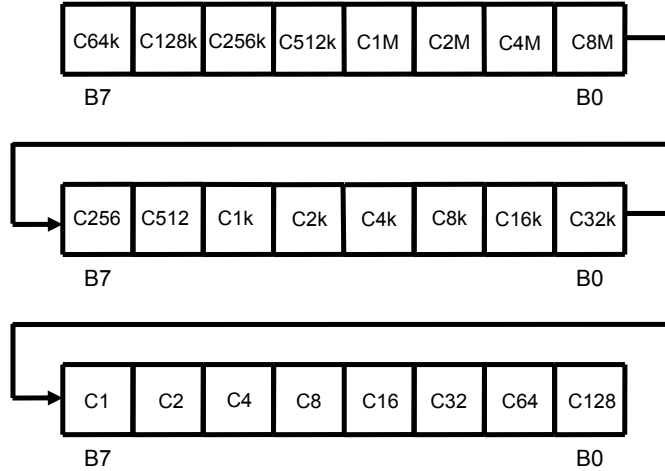 C64k C128k C256k C512k C1M C2M C4M C8M
B7 B0
C256 C512 C1k C2k C4k C8k C16k C32k
B7 B0
C1 C2 C4 C8 C16 C32 C64 C128
B7 B0